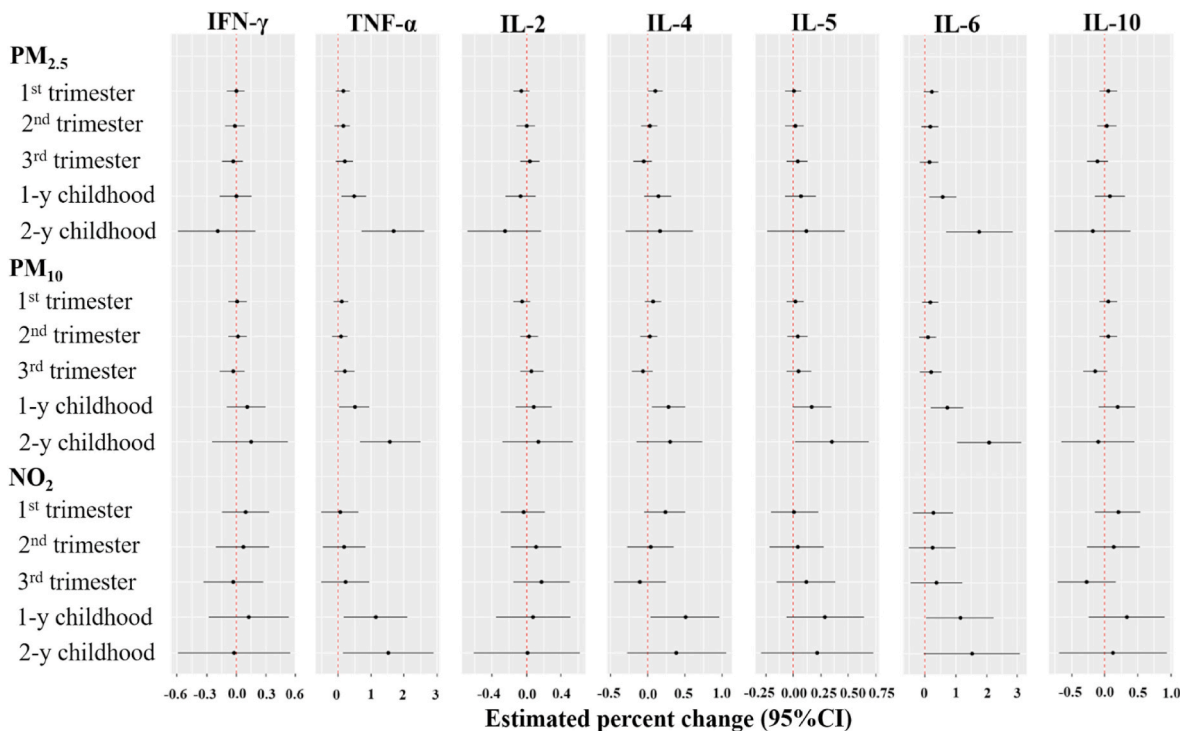 IFN-γ TNF-α IL-2 IL-4 IL-5 IL-6 IL-10
PM2.5
1st trimester
2nd trimester
3rd trimester
1-y childhood
2-y childhood
PM10
1st trimester
2nd trimester
3rd trimester
1-y childhood
2-y childhood
NO2
1st trimester
2nd trimester
3rd trimester
1-y childhood
2-y childhood
-0.6 -0.3 0.0 0.3 0.6 0 1 2 3 -0.4 0.0 0.4 -0.5 0.0 0.5 1.0 -0.25 0.00 0.25 0.50 0.75 0 1 2 3 -0.5 0.0 0.5 1.0
Estimated percent change (95%CI)